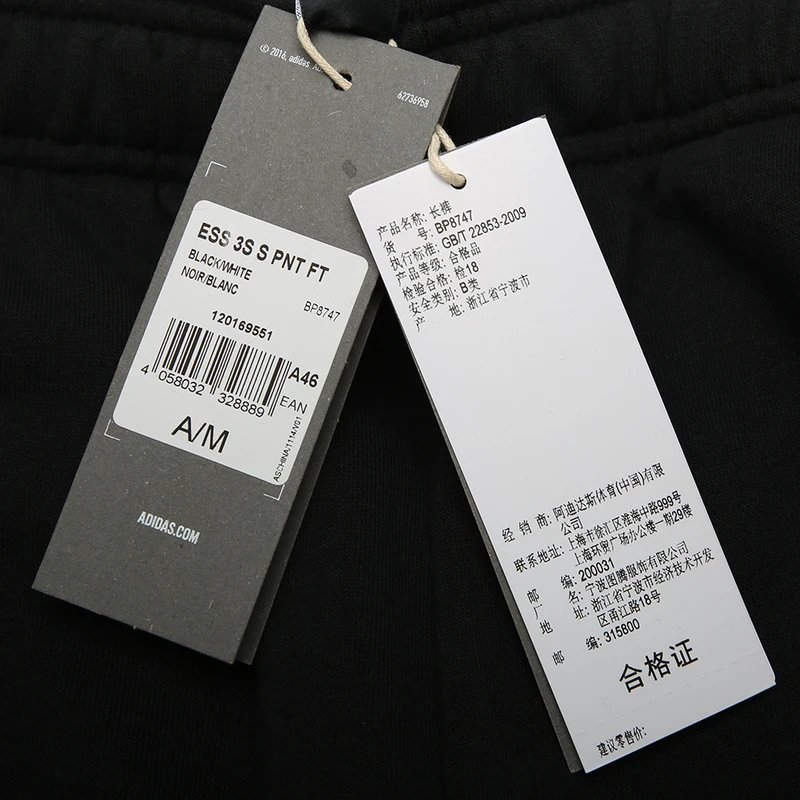 © 2016, adidas AG
62736958
ESS 3S S PNT FT
BLACK/WHITE
NOIR/BLANC
BP8747
120169551
A46
4 058032 328889 EAN
A/M
ASCHINA/1114/V01
ADIDAS.COM
产品名称: 长裤
货 号: BP8747
执行标准: GB/T 22853-2009
产品等级: 合格品
检验合格: 检18
安全类别: B类
产 地: 浙江省宁波市
经 销 商: 阿迪达斯体育(中国)有限
公司
联系地址: 上海市徐汇区淮海中路999号
上海环贸广场办公楼一期29楼
邮 编: 200031
厂 名: 宁波图腾服饰有限公司
地 址: 浙江省宁波市经济技术开发
区甬江路18号
邮 编: 315800
合格证
建议零售价: